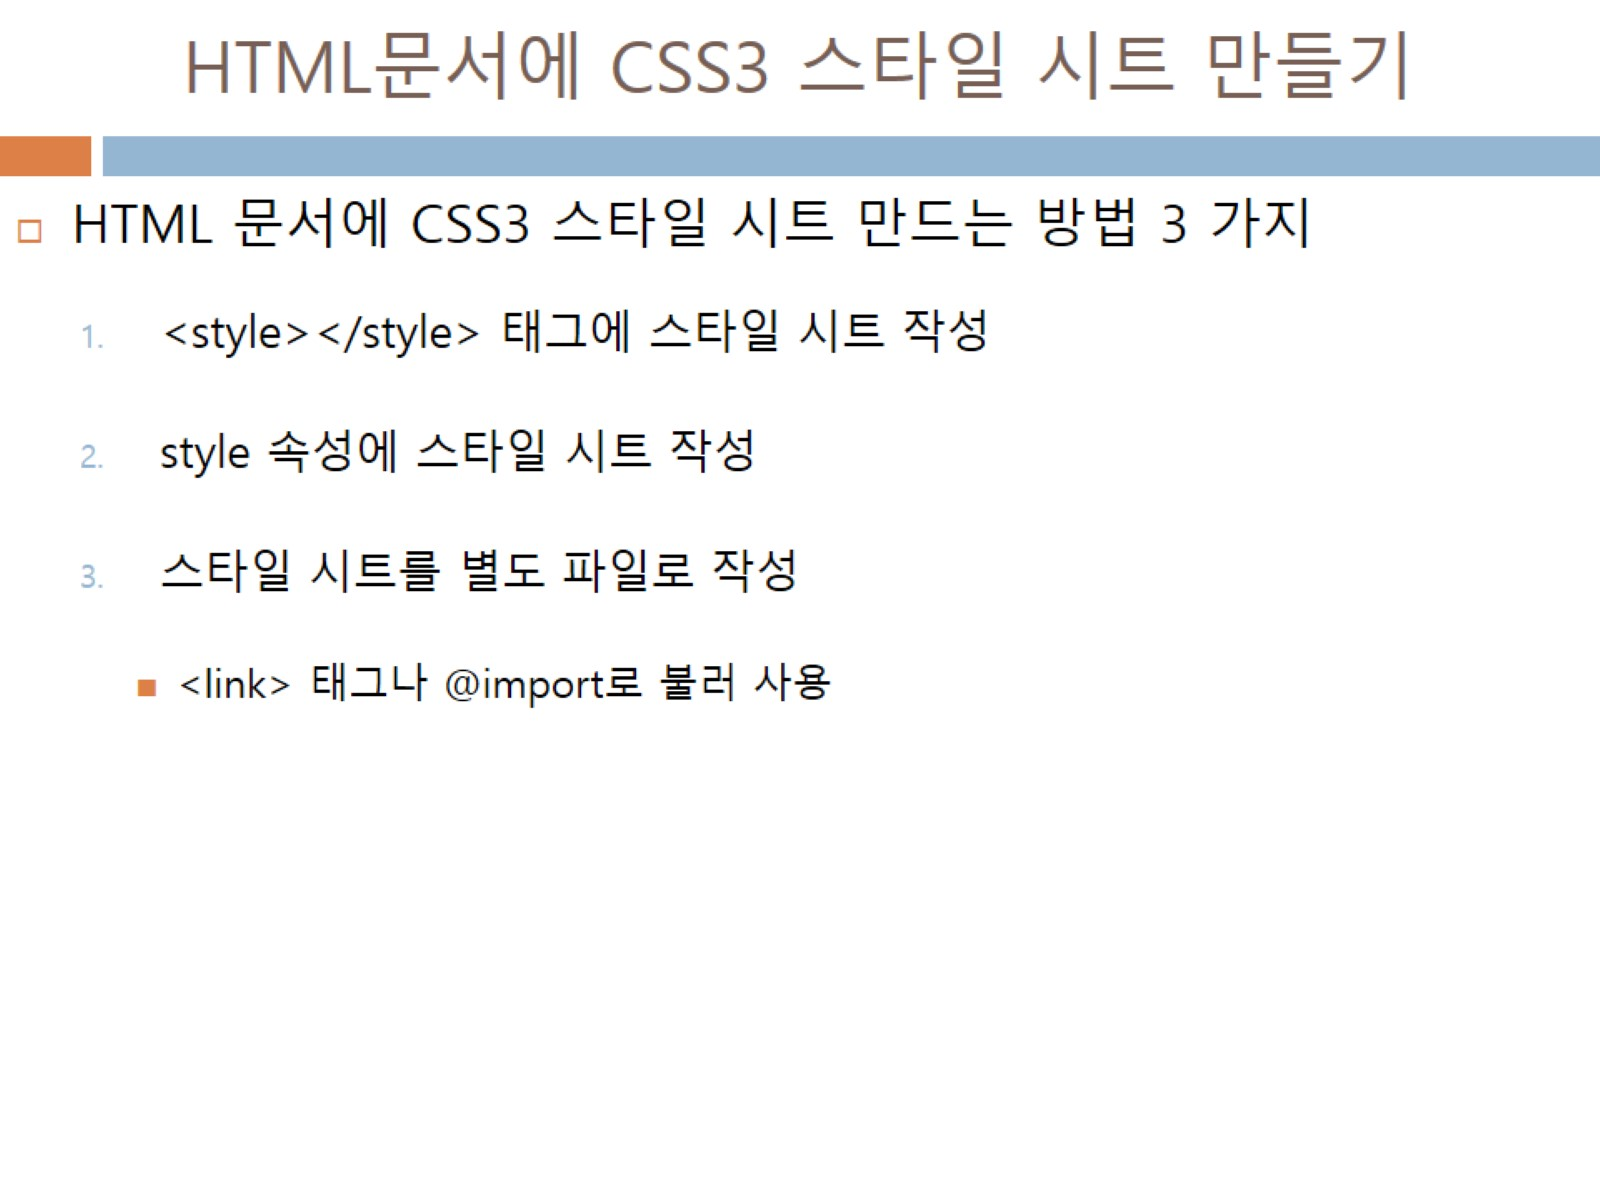 HTML문서에 CSS3 스타일 시트 만들기
HTML 문서에 CSS3 스타일 시트 만드는 방법 3 가지
1. <style></style> 태그에 스타일 시트 작성
2. style 속성에 스타일 시트 작성
3. 스타일 시트를 별도 파일로 작성
<link> 태그나 @import로 불러 사용